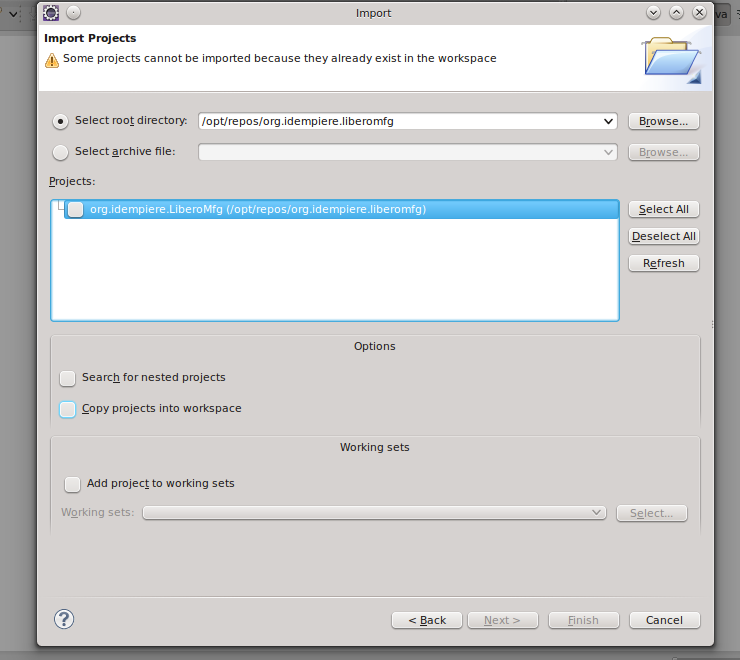 Import
va
Import Projects
Some projects cannot be imported because they already exist in the workspace
Select root directory: /opt/repos/org.idempiere.liberomfg Browse...
Select archive file: Browse...
Projects:
org.idempiere.LiberoMfg (/opt/repos/org.idempiere.liberomfg)
Select All
Deselect All
Refresh
Options
Search for nested projects
Copy projects into workspace
Working sets
Add project to working sets
Working sets: Select...
? < Back Next > Finish Cancel